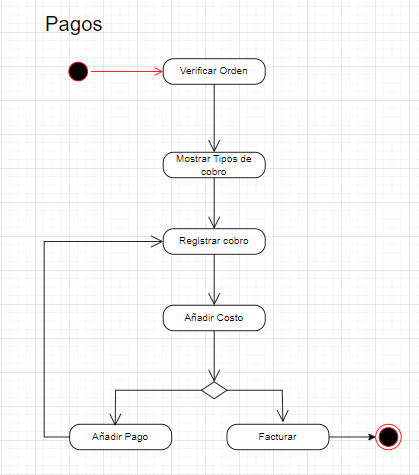 Pagos
Verificar Orden
Mostrar Tipos de
cobro
Registrar cobro
Añadir Costo
Añadir Pago
Facturar